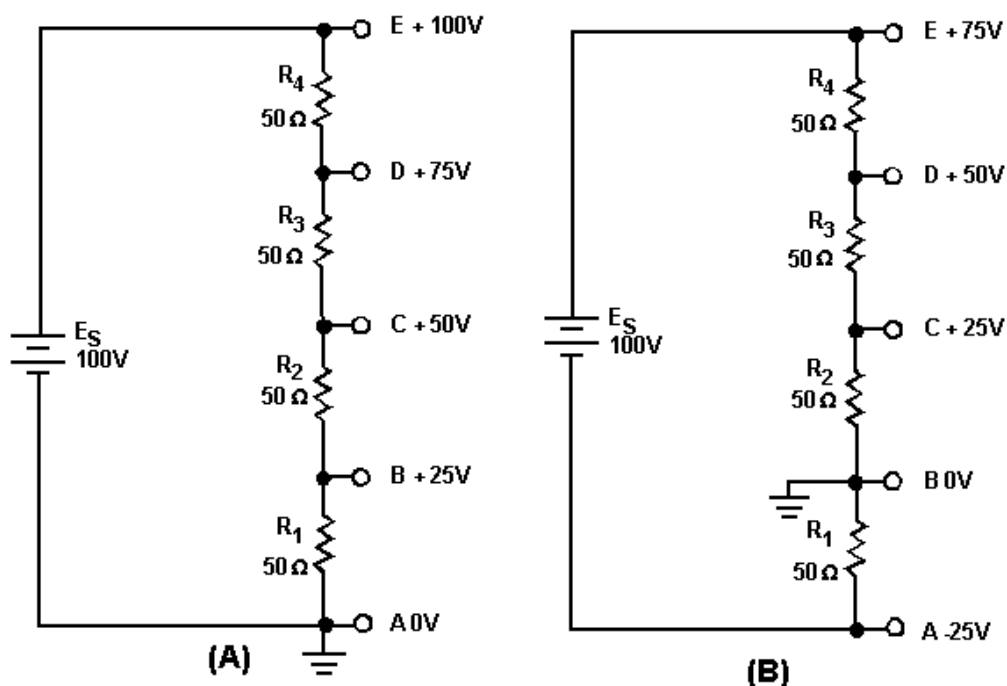 E + 100V
R4
50 Ω
D + 75V
R3
50 Ω
ES
100V
C + 50V
R2
50 Ω
B + 25V
R1
50 Ω
A 0V
(A)
E + 75V
R4
50 Ω
D + 50V
R3
50 Ω
ES
100V
C + 25V
R2
50 Ω
B 0V
R1
50 Ω
A -25V
(B)